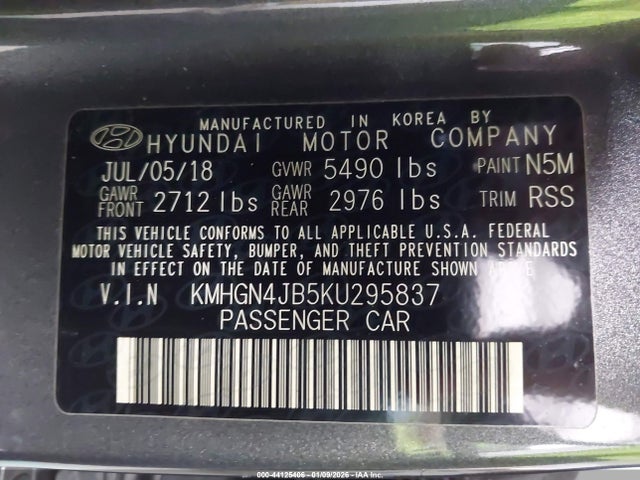 MANUFACTURED IN KOREA BY
HYUNDAI MOTOR COMPANY
JUL/05/18 GVWR 5490 lbs PAINT N5M
GAWR FRONT 2712 lbs GAWR REAR 2976 lbs TRIM RSS
THIS VEHICLE CONFORMS TO ALL APPLICABLE U.S.A. FEDERAL
MOTOR VEHICLE SAFETY, BUMPER, AND THEFT PREVENTION STANDARDS
IN EFFECT ON THE DATE OF MANUFACTURE SHOWN ABOVE
V.I.N KMHGN4JB5KU295837
PASSENGER CAR
000-44125406 - 01/09/2026 - IAA Inc.